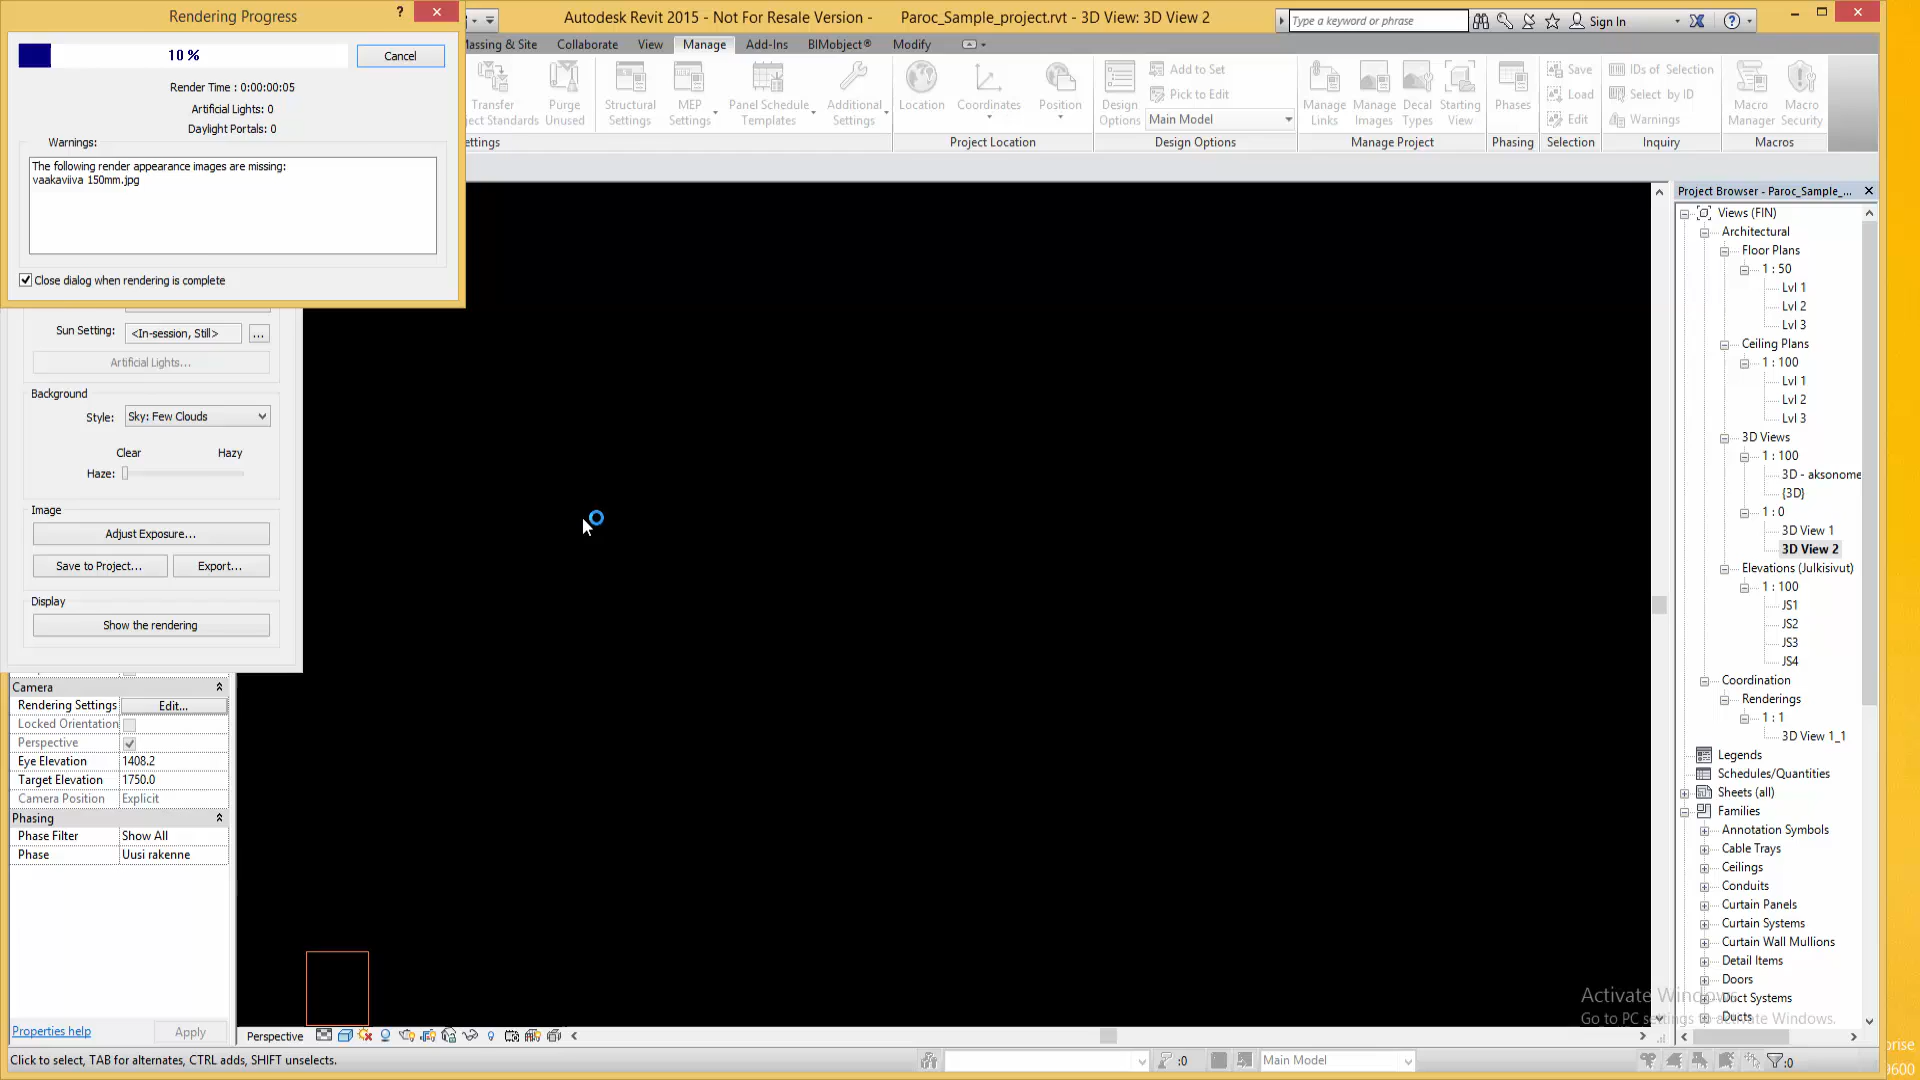 Rendering Progress
?
10 %
Cancel
Render Time : 0:00:00:05
Artificial Lights: 0
Daylight Portals: 0
Warnings:
The following render appearance images are missing:
vaakaviiva 150mm.jpg
Close dialog when rendering is complete
Autodesk Revit 2015 - Not For Resale Version - Paroc_Sample_project.rvt - 3D View: 3D View 2
Type a keyword or phrase
Sign In
Massing & Site
Collaborate
View
Manage
Add-Ins
BIMobject®
Modify
Transfer
ject Standards
Purge
Unused
Structural
Settings
MEP
Settings
Panel Schedule
Templates
Additional
Settings
Location
Coordinates
Position
Design
Options
Add to Set
Pick to Edit
Main Model
Manage
Links
Manage
Images
Decal
Types
Starting
View
Phases
Save
Load
Edit
IDs of Selection
Select by ID
Warnings
Macro
Manager
Macro
Security
ettings
Project Location
Design Options
Manage Project
Phasing
Selection
Inquiry
Macros
Sun Setting:
<In-session, Still>
...
Artificial Lights...
Background
Style:
Sky: Few Clouds
Clear
Hazy
Haze:
Image
Adjust Exposure...
Save to Project...
Export...
Display
Show the rendering
Camera
Rendering Settings
Edit...
Locked Orientation
Perspective
Eye Elevation
1408.2
Target Elevation
1750.0
Camera Position
Explicit
Phasing
Phase Filter
Show All
Phase
Uusi rakenne
Properties help
Apply
Project Browser - Paroc_Sample_...
Views (FIN)
Architectural
Floor Plans
1 : 50
Lvl 1
Lvl 2
Lvl 3
Ceiling Plans
1 : 100
Lvl 1
Lvl 2
Lvl 3
3D Views
1 : 100
3D - aksonome
{3D}
1 : 0
3D View 1
3D View 2
Elevations (Julkisivut)
1 : 100
JS1
JS2
JS3
JS4
Coordination
Renderings
1 : 1
3D View 1_1
Legends
Schedules/Quantities
Sheets (all)
Families
Annotation Symbols
Cable Trays
Ceilings
Conduits
Curtain Panels
Curtain Systems
Curtain Wall Mullions
Detail Items
Doors
Duct Systems
Ducts
Activate Windows
Go to PC settings to activate Windows.
Perspective
Click to select, TAB for alternates, CTRL adds, SHIFT unselects.
:0
Main Model
:0
prise
9600